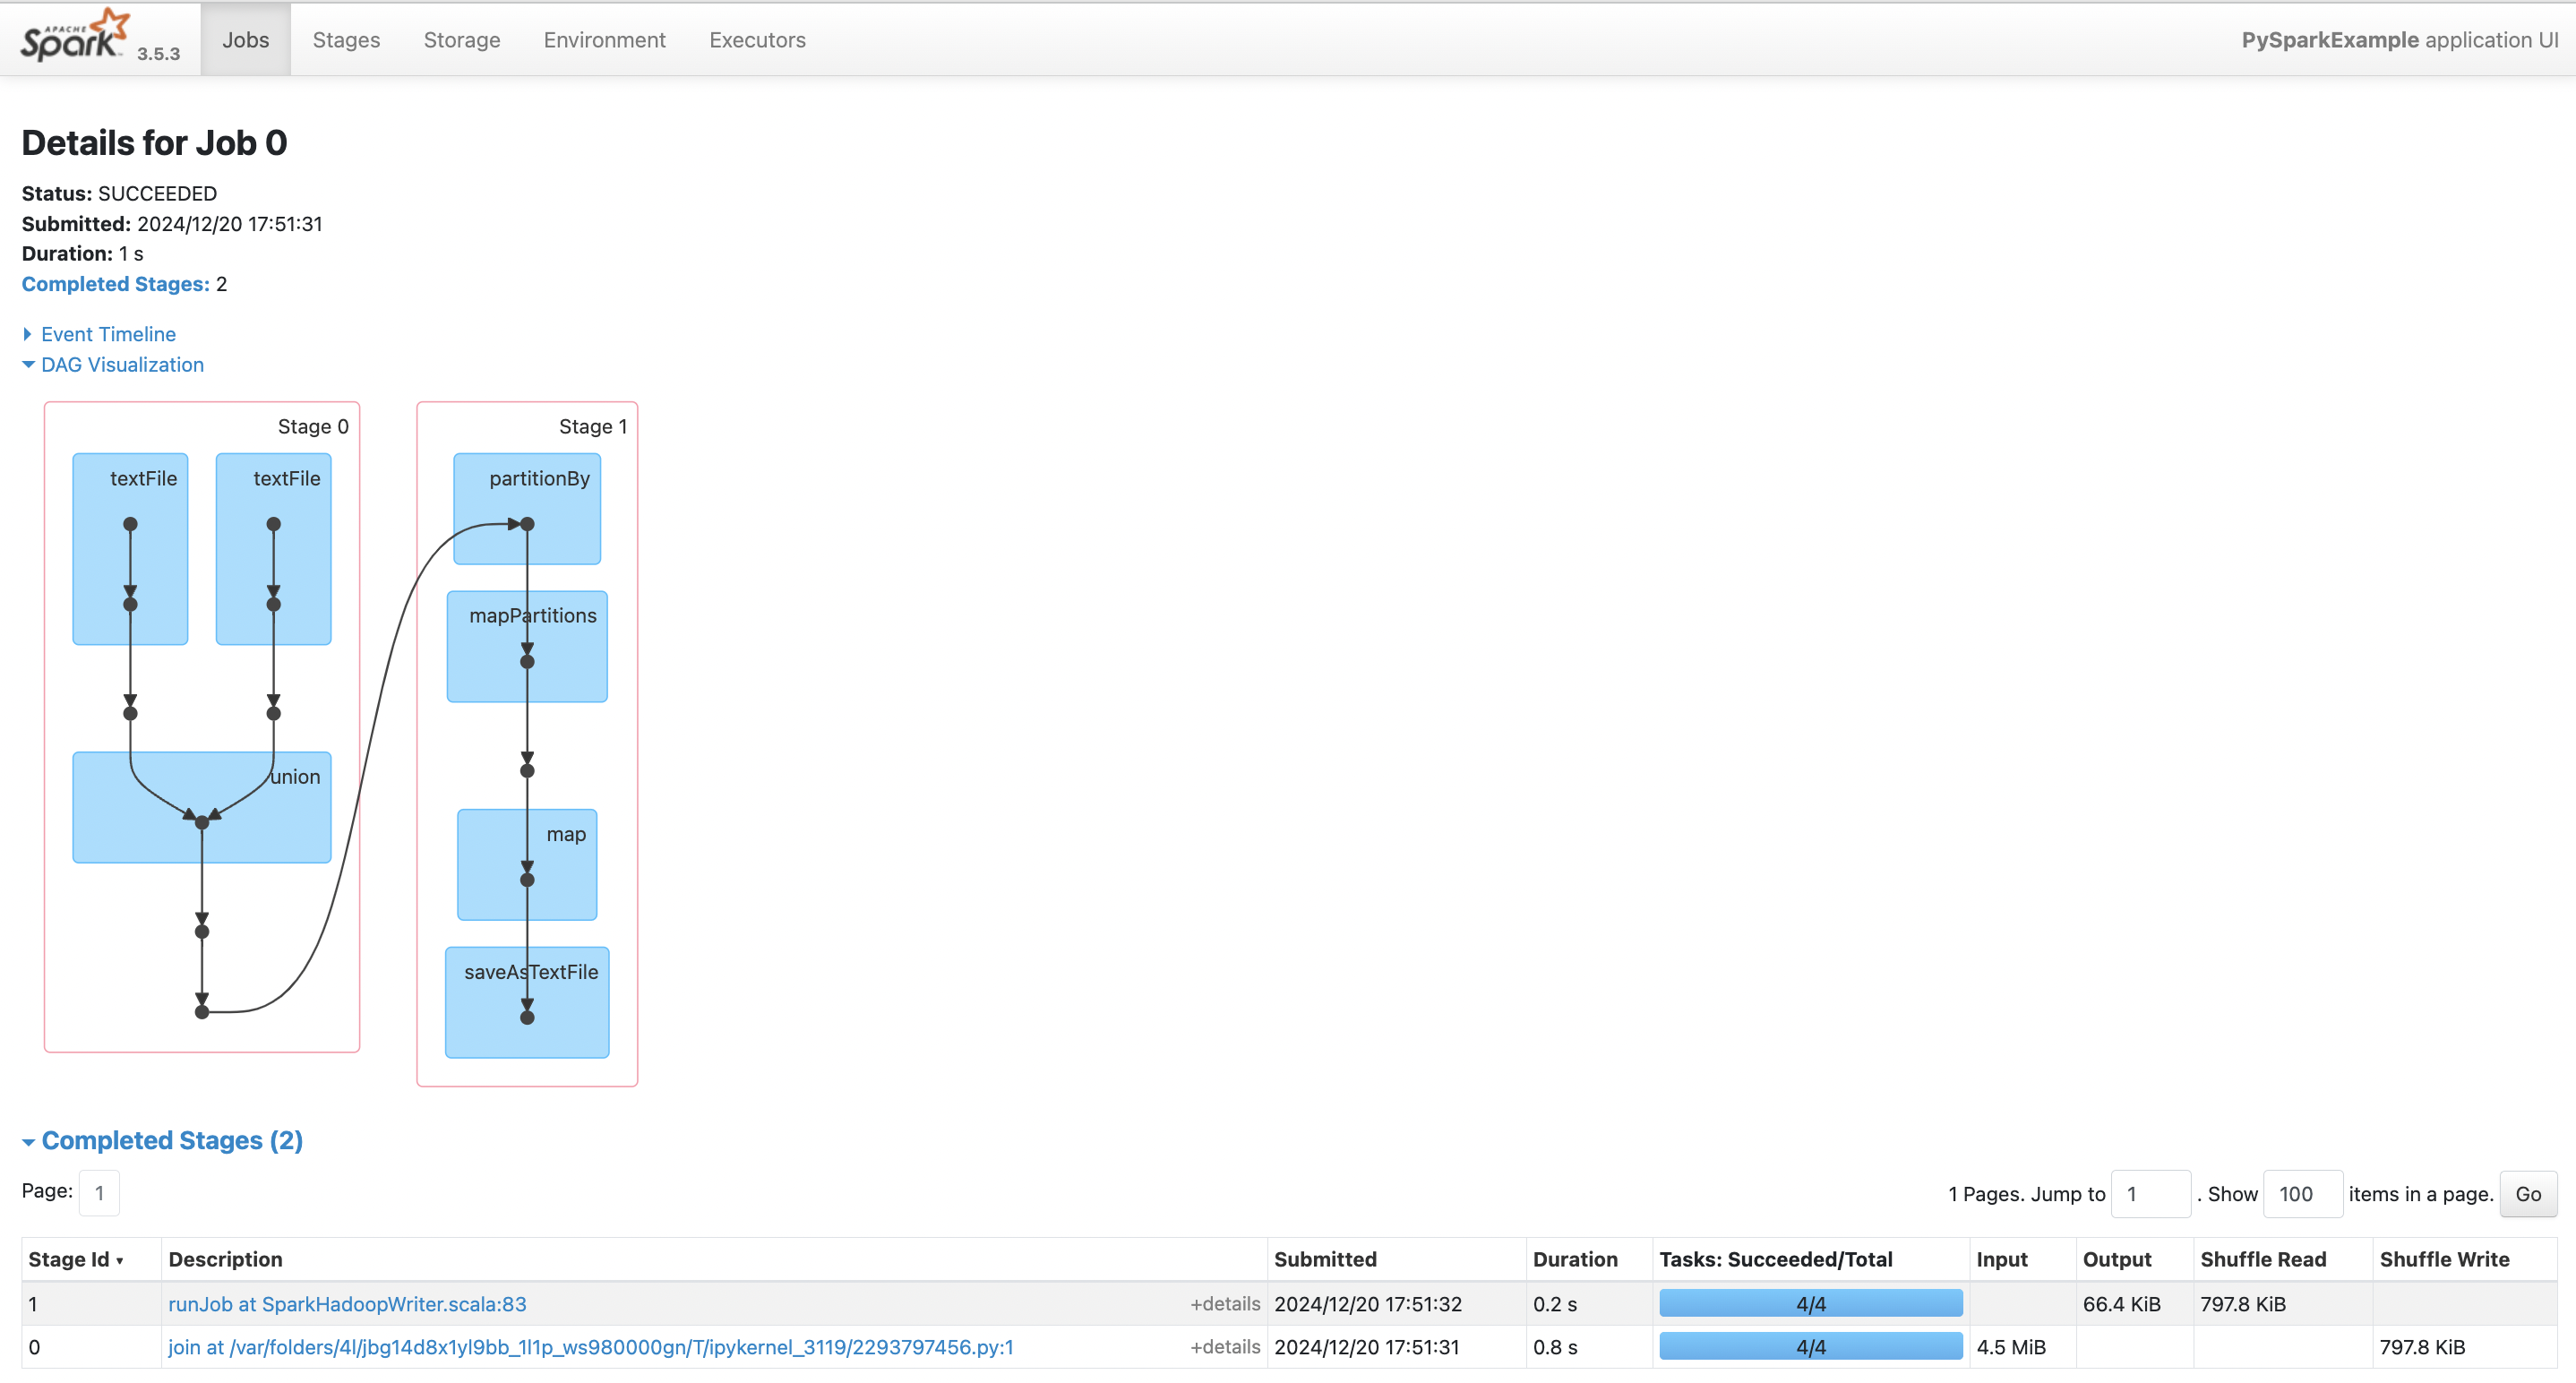 APACHE
Spark 3.5.3 Jobs Stages Storage Environment Executors PySparkExample application UI
Details for Job 0
Status: SUCCEEDED
Submitted: 2024/12/20 17:51:31
Duration: 1 s
Completed Stages: 2
Event Timeline
DAG Visualization
Stage 0
textFile textFile
union
Stage 1
partitionBy
mapPartitions
map
saveAsTextFile
Completed Stages (2)
Page: 1
1 Pages. Jump to 1 . Show 100 items in a page. Go
Stage Id Description Submitted Duration Tasks: Succeeded/Total Input Output Shuffle Read Shuffle Write
1 runJob at SparkHadoopWriter.scala:83 +details 2024/12/20 17:51:32 0.2 s 4/4 66.4 KiB 797.8 KiB
0 join at /var/folders/4l/jbg14d8x1yl9bb_1l1p_ws980000gn/T/ipykernel_3119/2293797456.py:1 +details 2024/12/20 17:51:31 0.8 s 4/4 4.5 MiB 797.8 KiB